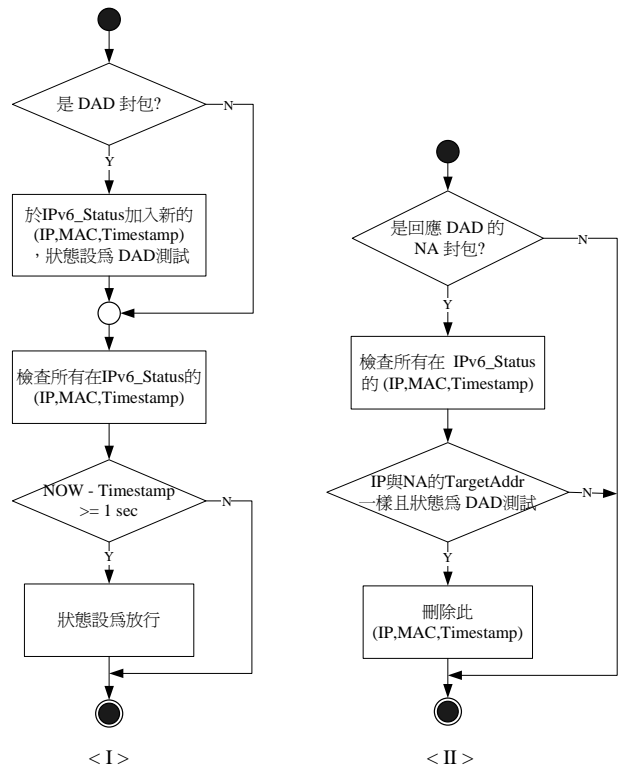 是 DAD 封包?
N
Y
於IPv6_Status加入新的
(IP,MAC,Timestamp)
，狀態設為 DAD測試
檢查所有在IPv6_Status的
(IP,MAC,Timestamp)
NOW - Timestamp
>= 1 sec
N
Y
狀態設為放行
< I >
是回應 DAD 的
NA 封包?
N
Y
檢查所有在 IPv6_Status
的 (IP,MAC,Timestamp)
IP與NA的TargetAddr
一樣且狀態為 DAD測試
N
Y
刪除此
(IP,MAC,Timestamp)
< II >